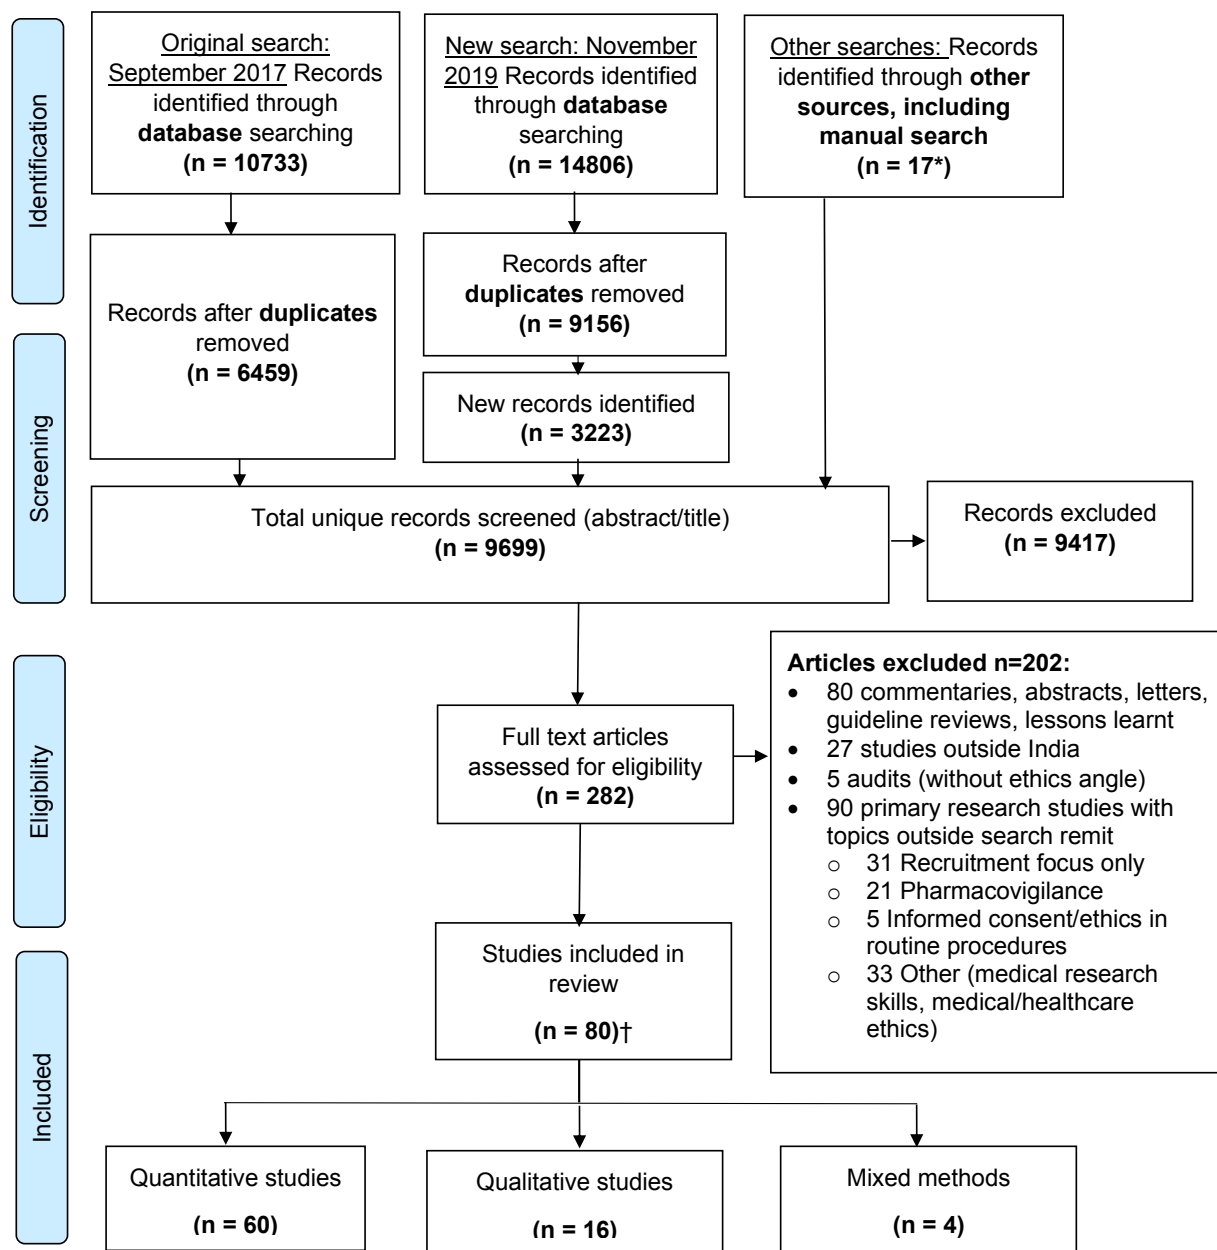 Identification
Original search:
September 2017 Records
identified through
database searching
(n = 10733)
New search: November
2019 Records identified
through database
searching
(n = 14806)
Other searches: Records
identified through other
sources, including
manual search
(n = 17*)
Records after duplicates
removed
(n = 6459)
Records after
duplicates removed
(n = 9156)
Screening
New records identified
(n = 3223)
Total unique records screened (abstract/title)
(n = 9699)
Records excluded
(n = 9417)
Eligibility
Full text articles
assessed for eligibility
(n = 282)
Articles excluded n=202:
• 80 commentaries, abstracts, letters,
guideline reviews, lessons learnt
• 27 studies outside India
• 5 audits (without ethics angle)
• 90 primary research studies with
topics outside search remit
o 31 Recruitment focus only
o 21 Pharmacovigilance
o 5 Informed consent/ethics in
routine procedures
o 33 Other (medical research
skills, medical/healthcare
ethics)
Included
Studies included in
review
(n = 80)†
Quantitative studies
(n = 60)
Qualitative studies
(n = 16)
Mixed methods
(n = 4)